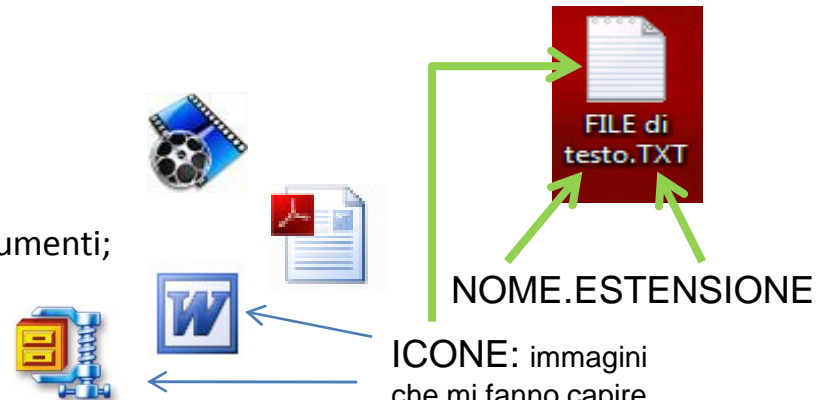 FILE di
testo.TXT
umenti;
NOME.ESTENSIONE
W
ICONE: immagini
che mi fanno capire